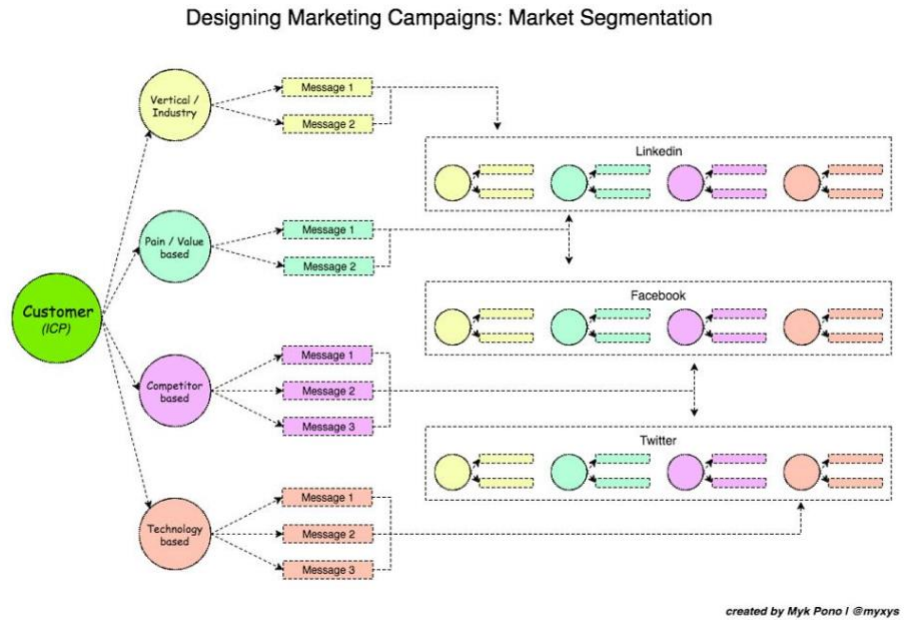 Designing Marketing Campaigns: Market Segmentation
Vertical /
Industry
Message 1
Message 2
Linkedin
Pain / Value
based
Message 1
Message 2
Customer
(ICP)
Facebook
Competitor
based
Message 1
Message 2
Message 3
Twitter
Technology
based
Message 1
Message 2
Message 3
created by Myk Pono I @myxys